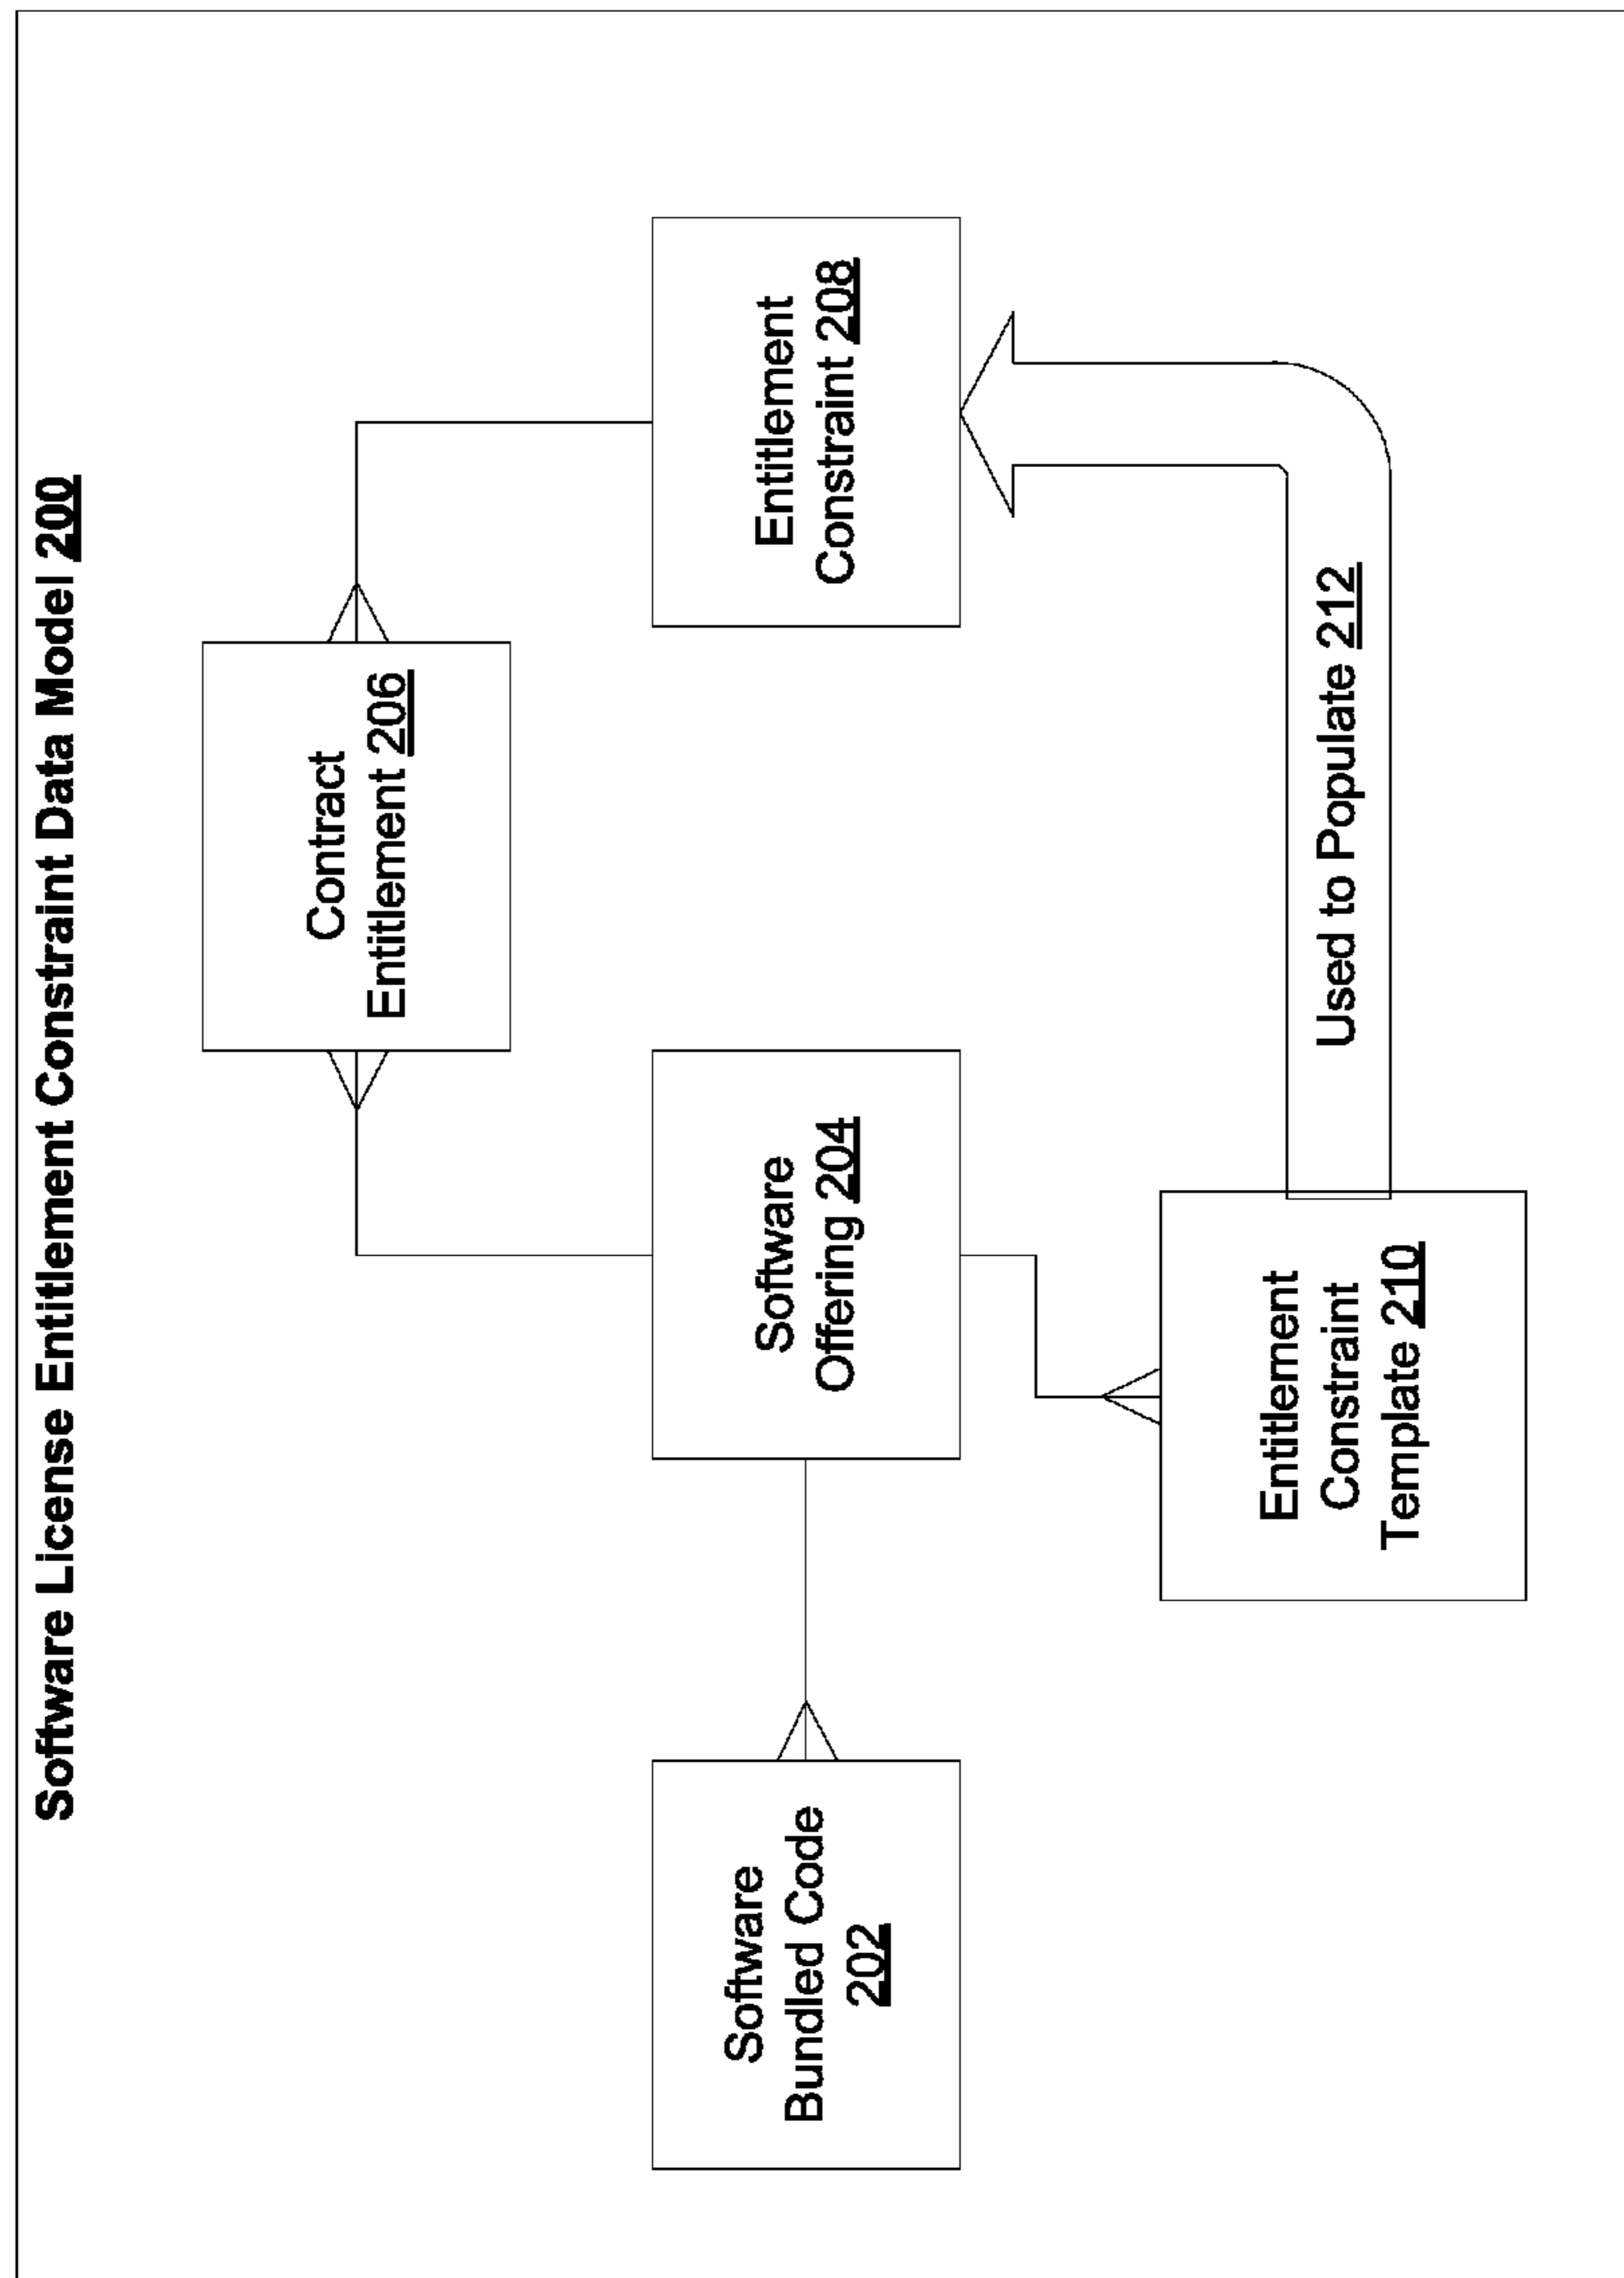 Software License Entitlement Constraint Data Model 200
Contract
Entitlement 206
Software
Bundled Code
202
Software
Offering 204
Entitlement
Constraint 208
Entitlement
Constraint
Template 210
Used to Populate 212